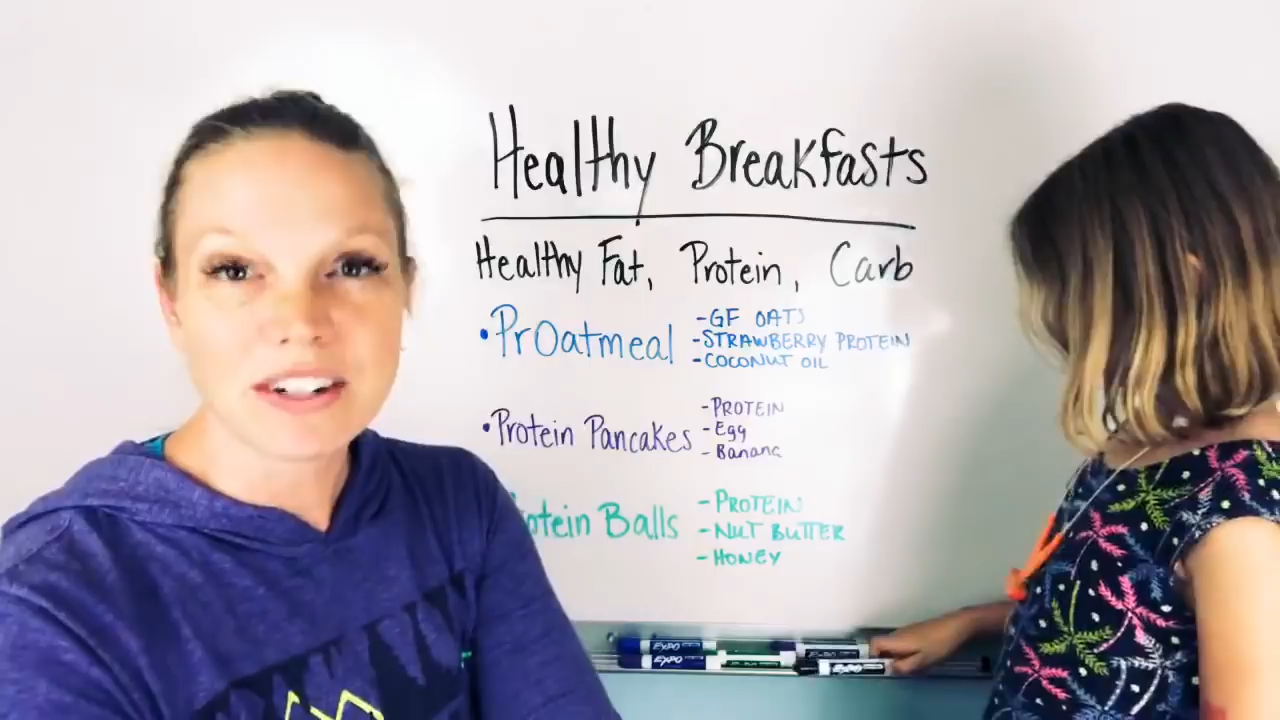 Healthy Breakfasts
Healthy Fat, Protein, Carb
•PrOatmeal
-GF OATS
-STRAWBERRY PROTEIN
-COCONUT OIL
•Protein Pancakes
-PROTEIN
-Egg
-Banana
otein Balls
-PROTEIN
-NUT BUTTER
-HONEY
EXPO
EXPO
EXPO